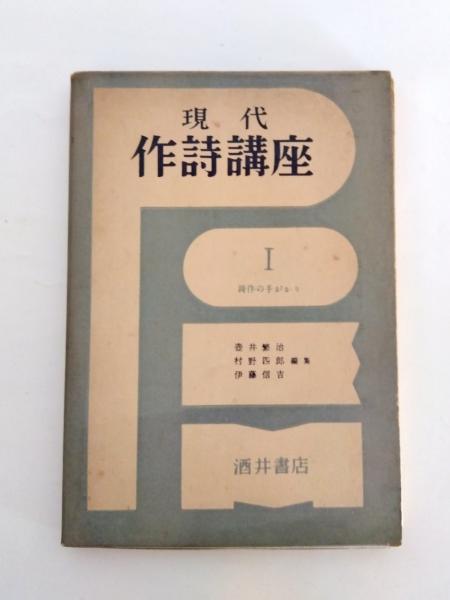 現代
作詩講座
I
詩作の手がかり
壺井繁治
村野四郎 編集
伊藤信吉
酒井書店